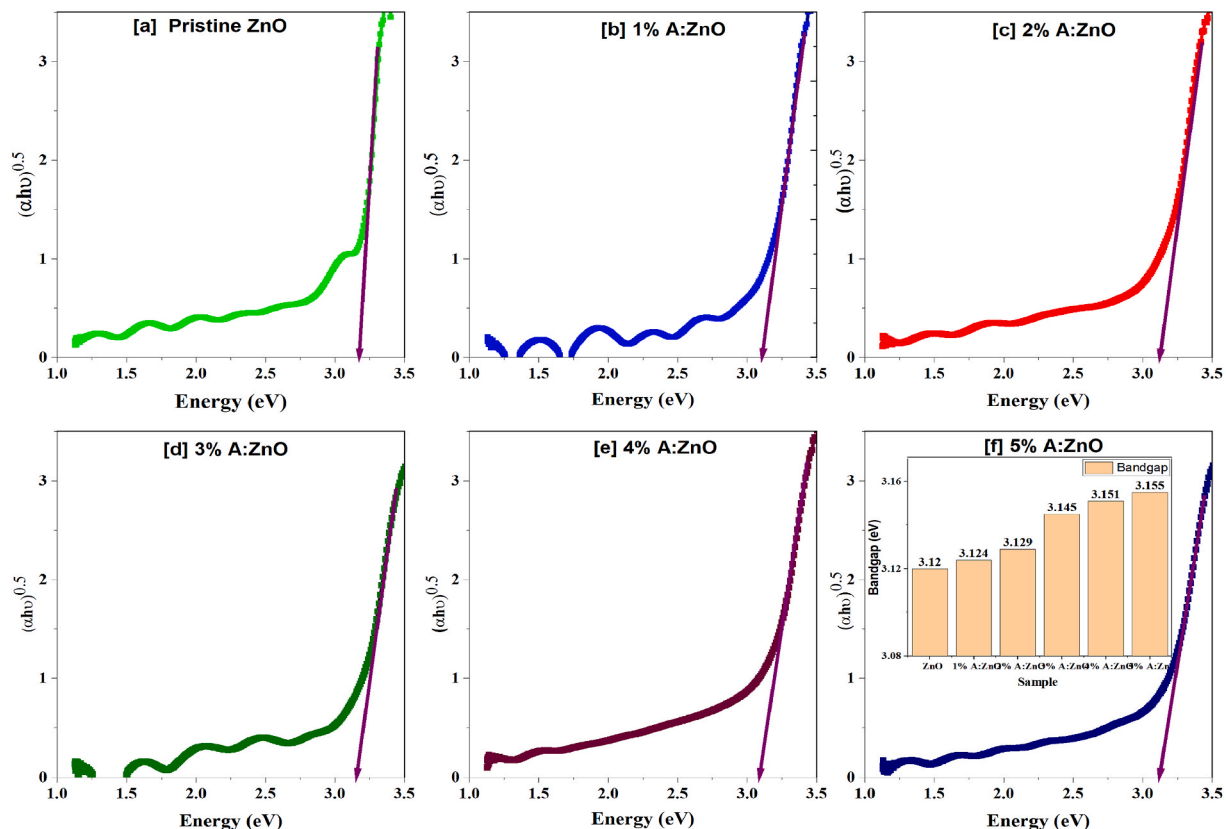 [a] Pristine ZnO
(αhυ)0.5
3
2
1
0
1.0 1.5 2.0 2.5 3.0 3.5
Energy (eV)
[b] 1% A:ZnO
(αhυ)0.5
3
2
1
0
1.0 1.5 2.0 2.5 3.0 3.5
Energy (eV)
[c] 2% A:ZnO
(αhυ)0.5
3
2
1
0
1.0 1.5 2.0 2.5 3.0 3.5
Energy (eV)
[d] 3% A:ZnO
(αhυ)0.5
3
2
1
0
1.0 1.5 2.0 2.5 3.0 3.5
Energy (eV)
[e] 4% A:ZnO
(αhυ)0.5
3
2
1
0
1.0 1.5 2.0 2.5 3.0 3.5
Energy (eV)
[f] 5% A:ZnO
(αhυ)0.5
3
2
1
0
1.0 1.5 2.0 2.5 3.0 3.5
Energy (eV)
Bandgap
Bandgap (eV)
3.16
3.12
3.08
3.12 3.124 3.129 3.145 3.151 3.155
ZnO 1% A:ZnO
Sample